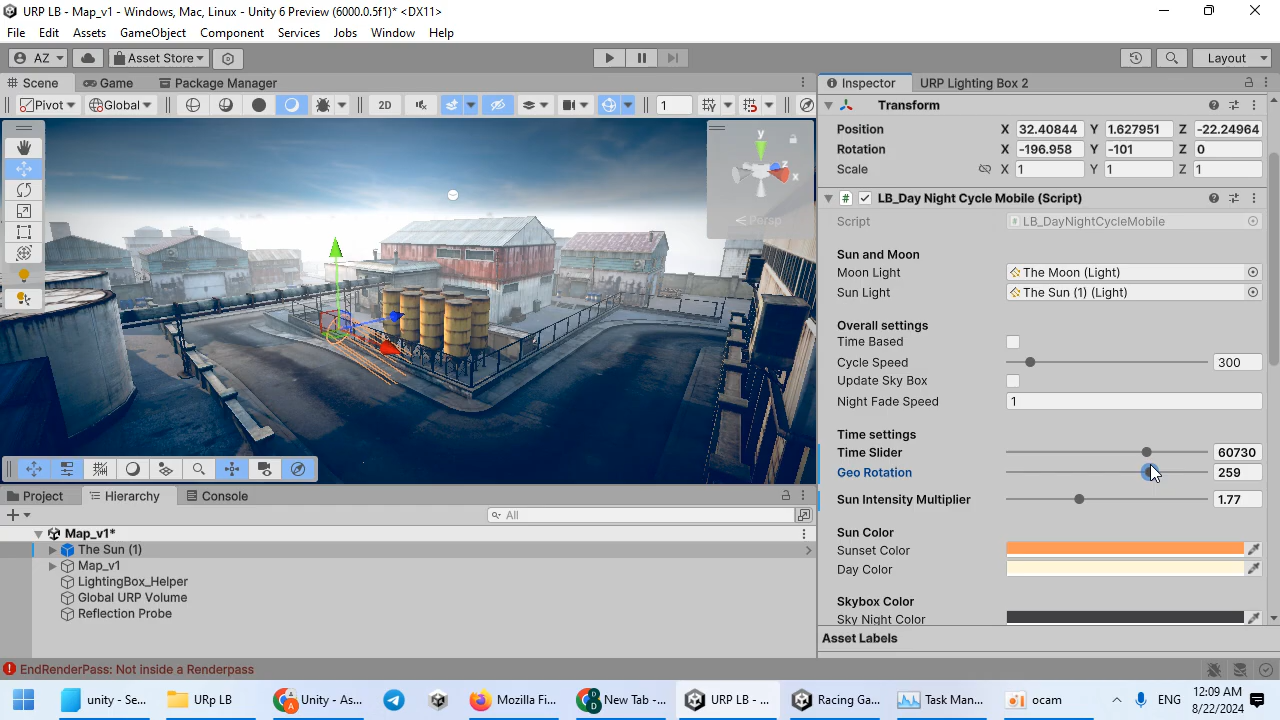 URP LB - Map_v1 - Windows, Mac, Linux - Unity 6 Preview (6000.0.5f1)* <DX11>
File Edit Assets GameObject Component Services Jobs Window Help
AZ Asset Store Layout
Scene Game Package Manager Inspector URP Lighting Box 2
Pivot Global 2D 1
Transform
Position X 32.40844 Y 1.627951 Z -22.24964
Rotation X -196.958 Y -101 Z 0
Scale X 1 Y 1 Z 1
y z x
Persp
LB_Day Night Cycle Mobile (Script)
Script LB_DayNightCycleMobile
Sun and Moon
Moon Light The Moon (Light)
Sun Light The Sun (1) (Light)
Overall settings
Time Based
Cycle Speed 300
Update Sky Box
Night Fade Speed 1
Time settings
Time Slider 60730
Geo Rotation 259
Sun Intensity Multiplier 1.77
Sun Color
Sunset Color
Day Color
Skybox Color
Sky Night Color
Asset Labels
Project Hierarchy Console
All
Map_v1*
The Sun (1)
Map_v1
LightingBox_Helper
Global URP Volume
Reflection Probe
EndRenderPass: Not inside a Renderpass
unity - Se... URp LB Unity - As... Mozilla Fi... New Tab -... URP LB - ... Racing Ga... Task Man... ocam ENG 12:09 AM
8/22/2024